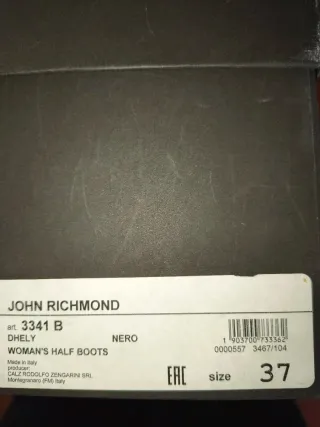 JOHN RICHMOND
art. 3341 B
DHELY NERO
WOMAN'S HALF BOOTS
Made in Italy
producer:
CALZ RODOLFO ZENGARINI SRL
Montegranaro (FM) Italy
1 903700 733362
0000557 3467/104
EAC size 37